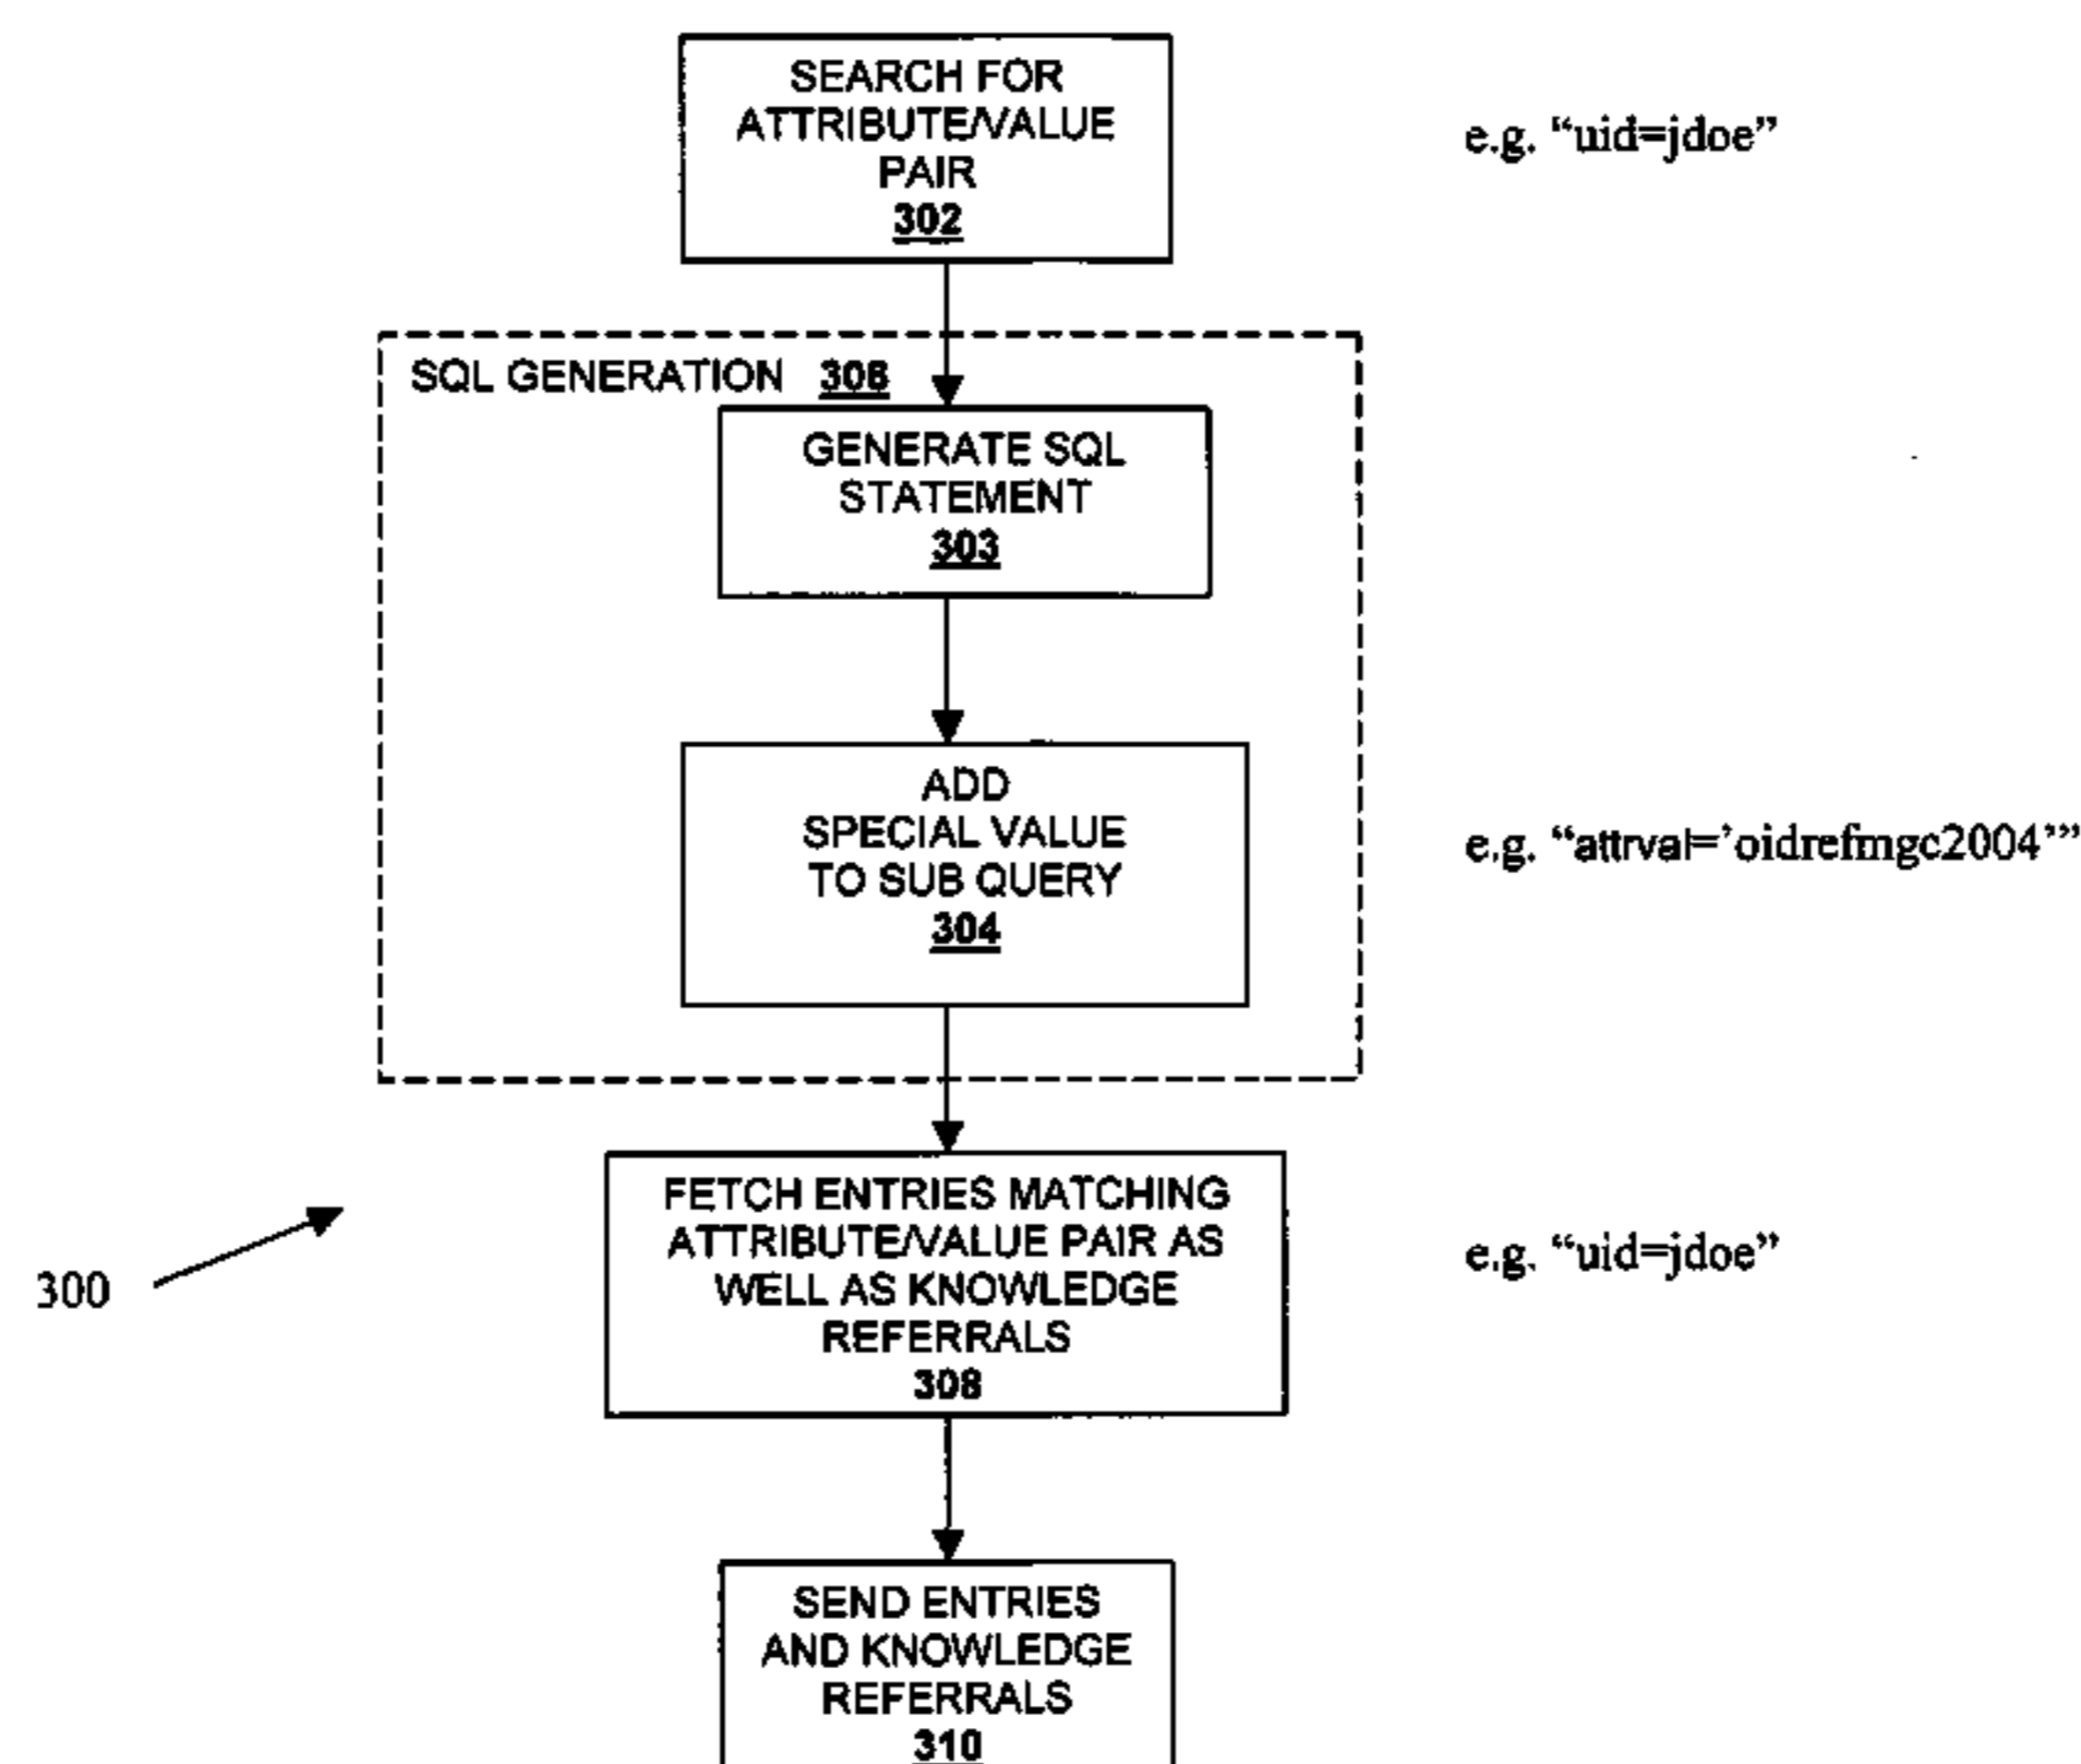 SEARCH FOR
ATTRIBUTE/VALUE
PAIR
302
e.g. “uid=jdoe”
SQL GENERATION 306
GENERATE SQL
STATEMENT
303
ADD
SPECIAL VALUE
TO SUB QUERY
304
e.g. “attrval=’oidrefmgc2004’”
FETCH ENTRIES MATCHING
ATTRIBUTE/VALUE PAIR AS
WELL AS KNOWLEDGE
REFERRALS
308
e.g. “uid=jdoe”
300
SEND ENTRIES
AND KNOWLEDGE
REFERRALS
310